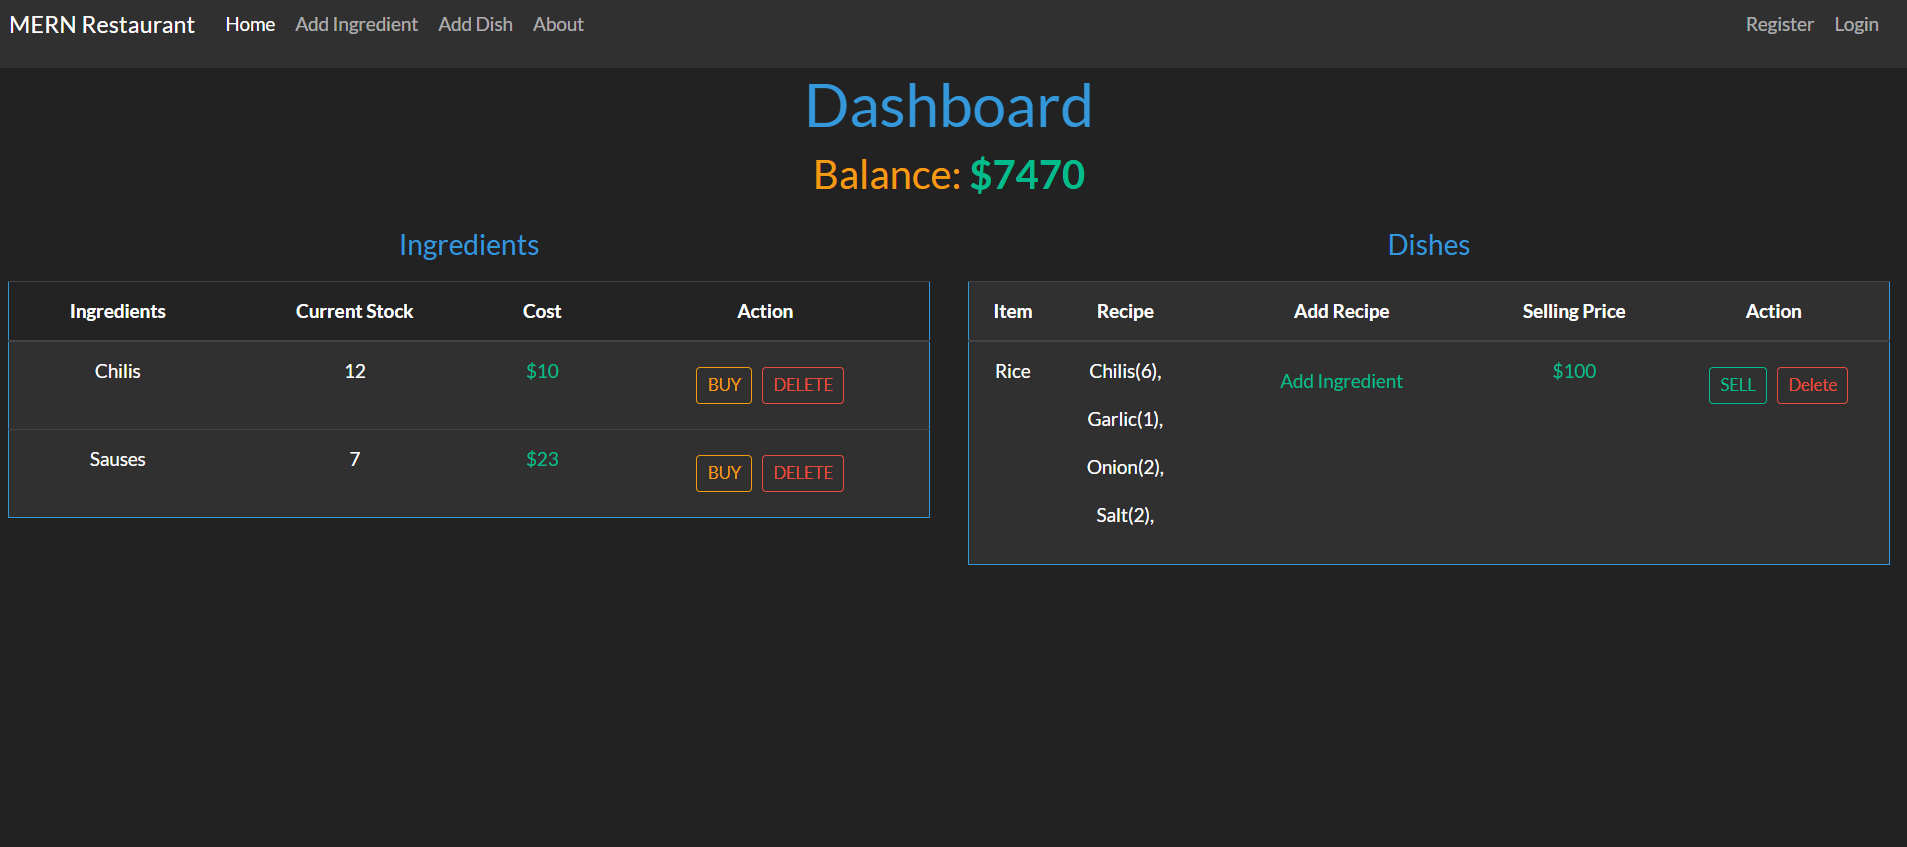 MERN Restaurant Home Add Ingredient Add Dish About Register Login
Dashboard
Balance: $7470
Ingredients
Ingredients Current Stock Cost Action
Chilis 12 $10 BUY DELETE
Sauses 7 $23 BUY DELETE
Dishes
Item Recipe Add Recipe Selling Price Action
Rice Chilis(6), Add Ingredient $100 SELL Delete
Garlic(1),
Onion(2),
Salt(2),